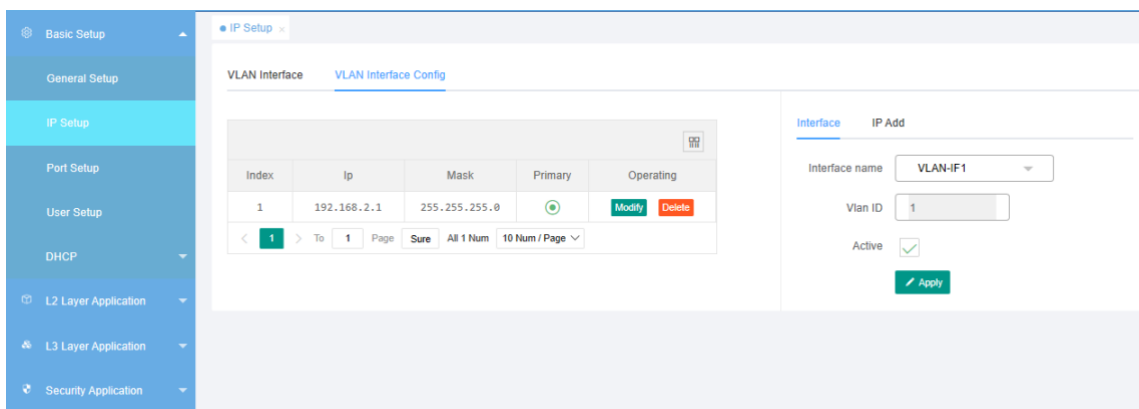 Basic Setup
General Setup
IP Setup
Port Setup
User Setup
DHCP
L2 Layer Application
L3 Layer Application
Security Application
IP Setup ×
VLAN Interface VLAN Interface Config
Index Ip Mask Primary Operating
1 192.168.2.1 255.255.255.0 Modify Delete
< 1 > To 1 Page Sure All 1 Num 10 Num / Page
Interface IP Add
Interface name VLAN-IF1
Vlan ID 1
Active
Apply